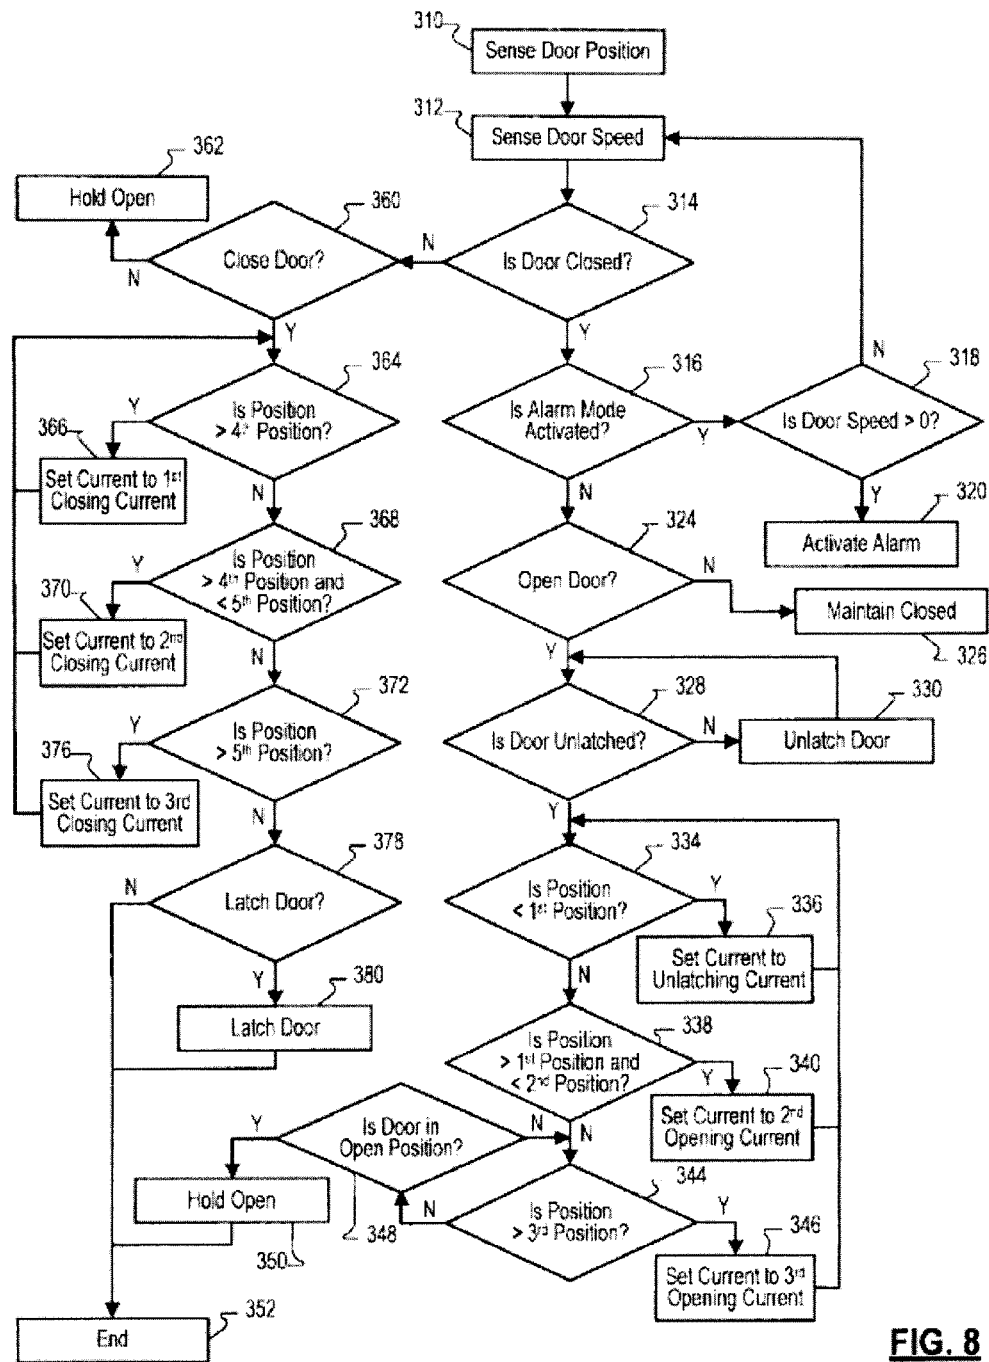 310
Sense Door Position
312
Sense Door Speed
362
Hold Open
360
Close Door?
N
N
314
Is Door Closed?
Y
Y
364
Is Position
> 4th Position?
Y
366
Set Current to 1st
Closing Current
N
316
Is Alarm Mode
Activated?
Y
N
N
318
Is Door Speed > 0?
Y
320
Activate Alarm
368
Is Position
> 4th Position and
< 5th Position?
Y
370
Set Current to 2nd
Closing Current
N
324
Open Door?
N
Maintain Closed
326
Y
372
Is Position
> 5th Position?
Y
376
Set Current to 3rd
Closing Current
N
328
Is Door Unlatched?
N
330
Unlatch Door
Y
378
Latch Door?
N
Y
380
Latch Door
334
Is Position
< 1st Position?
Y
336
Set Current to
Unlatching Current
N
338
Is Position
> 1st Position and
< 2nd Position?
Y
340
Set Current to 2nd
Opening Current
N
Is Door in
Open Position?
Y
N
348
Hold Open
350
344
Is Position
> 3rd Position?
N
Y
346
Set Current to 3rd
Opening Current
352
End
FIG. 8